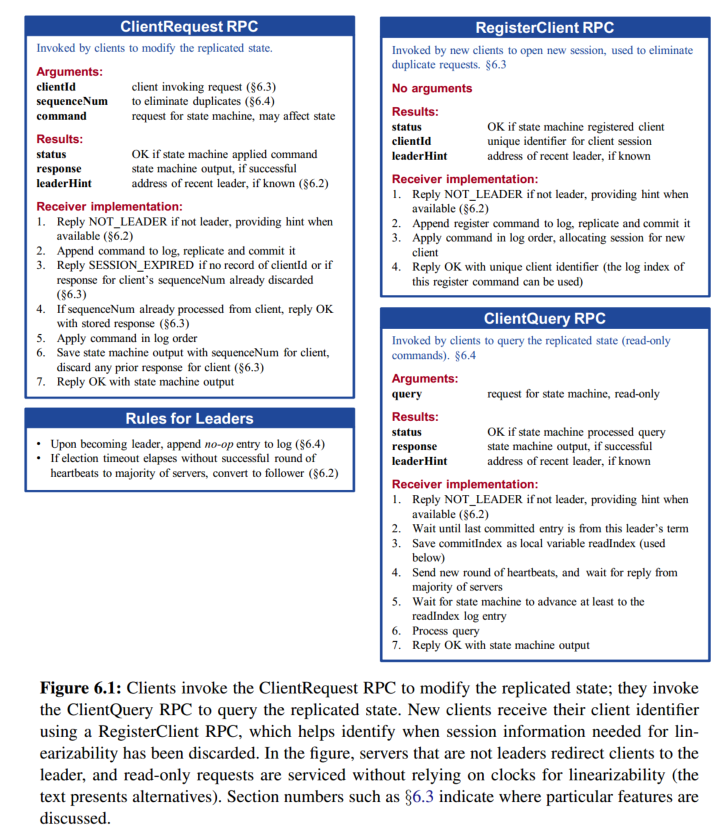 ClientRequest RPC
Invoked by clients to modify the replicated state.
Arguments:
clientId client invoking request (§6.3)
sequenceNum to eliminate duplicates (§6.4)
command request for state machine, may affect state
Results:
status OK if state machine applied command
response state machine output, if successful
leaderHint address of recent leader, if known (§6.2)
Receiver implementation:
1. Reply NOT_LEADER if not leader, providing hint when
available (§6.2)
2. Append command to log, replicate and commit it
3. Reply SESSION_EXPIRED if no record of clientId or if
response for client's sequenceNum already discarded
(§6.3)
4. If sequenceNum already processed from client, reply OK
with stored response (§6.3)
5. Apply command in log order
6. Save state machine output with sequenceNum for client,
discard any prior response for client (§6.3)
7. Reply OK with state machine output
Rules for Leaders
• Upon becoming leader, append no-op entry to log (§6.4)
• If election timeout elapses without successful round of
heartbeats to majority of servers, convert to follower (§6.2)
RegisterClient RPC
Invoked by new clients to open new session, used to eliminate
duplicate requests. §6.3
No arguments
Results:
status OK if state machine registered client
clientId unique identifier for client session
leaderHint address of recent leader, if known
Receiver implementation:
1. Reply NOT_LEADER if not leader, providing hint when
available (§6.2)
2. Append register command to log, replicate and commit it
3. Apply command in log order, allocating session for new
client
4. Reply OK with unique client identifier (the log index of
this register command can be used)
ClientQuery RPC
Invoked by clients to query the replicated state (read-only
commands). §6.4
Arguments:
query request for state machine, read-only
Results:
status OK if state machine processed query
response state machine output, if successful
leaderHint address of recent leader, if known
Receiver implementation:
1. Reply NOT_LEADER if not leader, providing hint when
available (§6.2)
2. Wait until last committed entry is from this leader's term
3. Save commitIndex as local variable readIndex (used
below)
4. Send new round of heartbeats, and wait for reply from
majority of servers
5. Wait for state machine to advance at least to the
readIndex log entry
6. Process query
7. Reply OK with state machine output
Figure 6.1: Clients invoke the ClientRequest RPC to modify the replicated state; they invoke
the ClientQuery RPC to query the replicated state. New clients receive their client identifier
using a RegisterClient RPC, which helps identify when session information needed for lin-
earizability has been discarded. In the figure, servers that are not leaders redirect clients to the
leader, and read-only requests are serviced without relying on clocks for linearizability (the
text presents alternatives). Section numbers such as §6.3 indicate where particular features are
discussed.